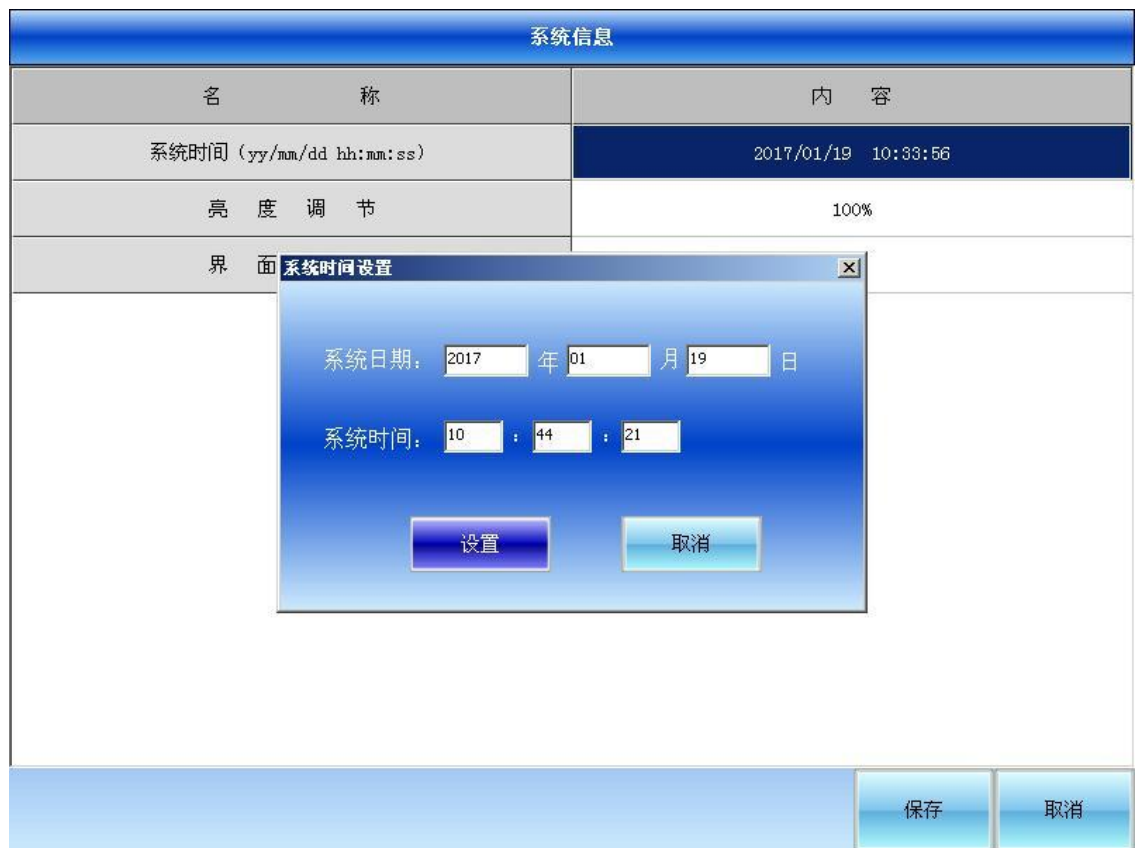 系统信息
名 称 内 容
系统时间（yy/mm/dd hh:mm:ss） 2017/01/19 10:33:56
亮 度 调 节 100%
界 面
系统时间设置
系统日期： 2017 年 01 月 19 日
系统时间： 10 : 44 : 21
设置 取消
保存 取消